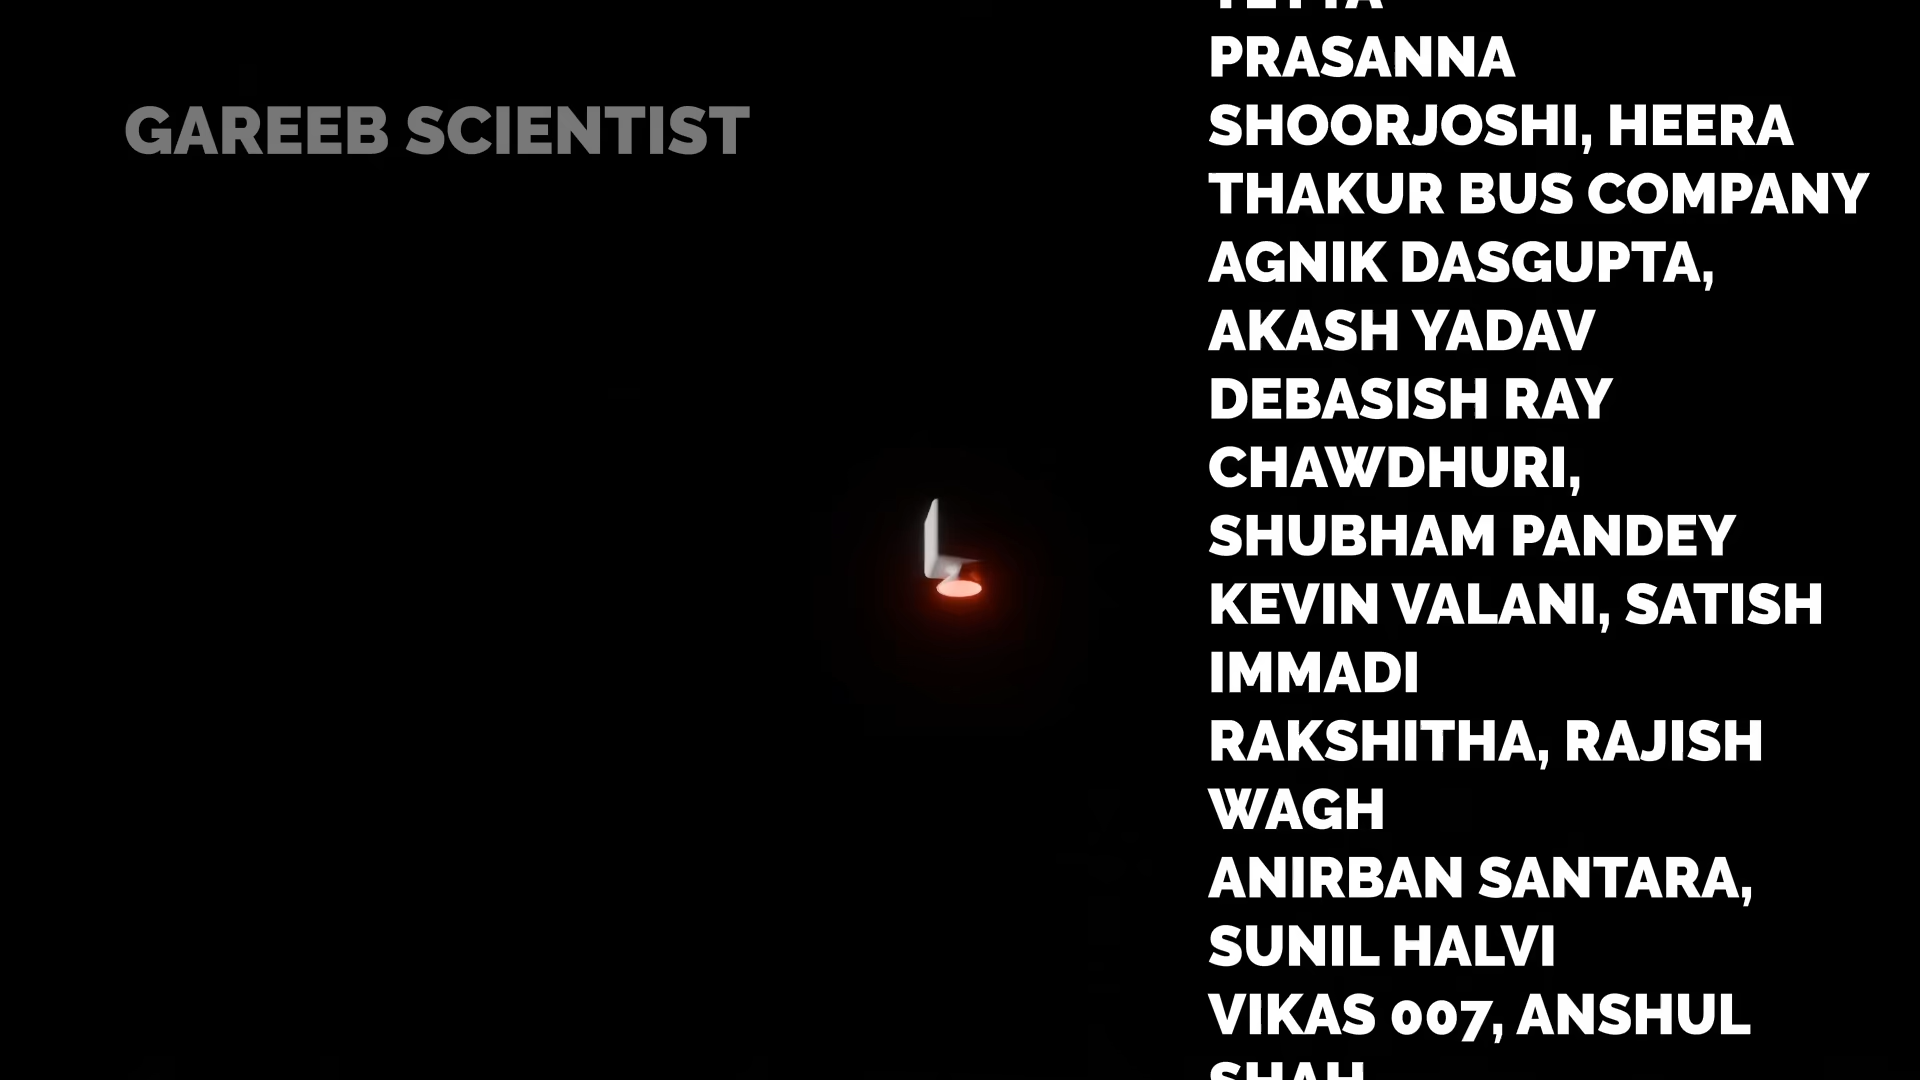 GAREEB SCIENTIST
PRASANNA
SHOORJOSHI, HEERA
THAKUR BUS COMPANY
AGNIK DASGUPTA,
AKASH YADAV
DEBASISH RAY
CHAWDHURI,
SHUBHAM PANDEY
KEVIN VALANI, SATISH
IMMADI
RAKSHITHA, RAJISH
WAGH
ANIRBAN SANTARA,
SUNIL HALVI
VIKAS 007, ANSHUL
SHAH